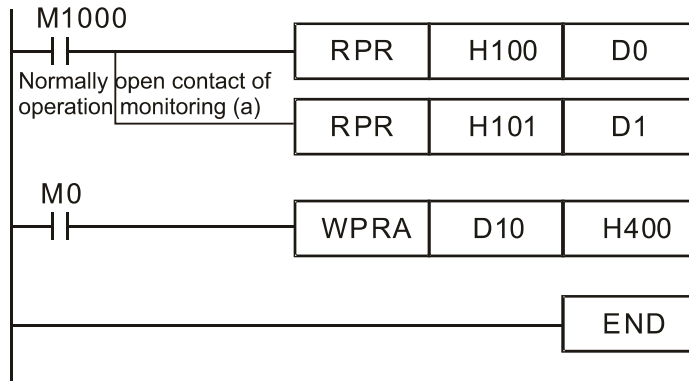 M1000
RPR H100 D0
Normally open contact of
operation monitoring (a)
RPR H101 D1
M0
WPRA D10 H400
END